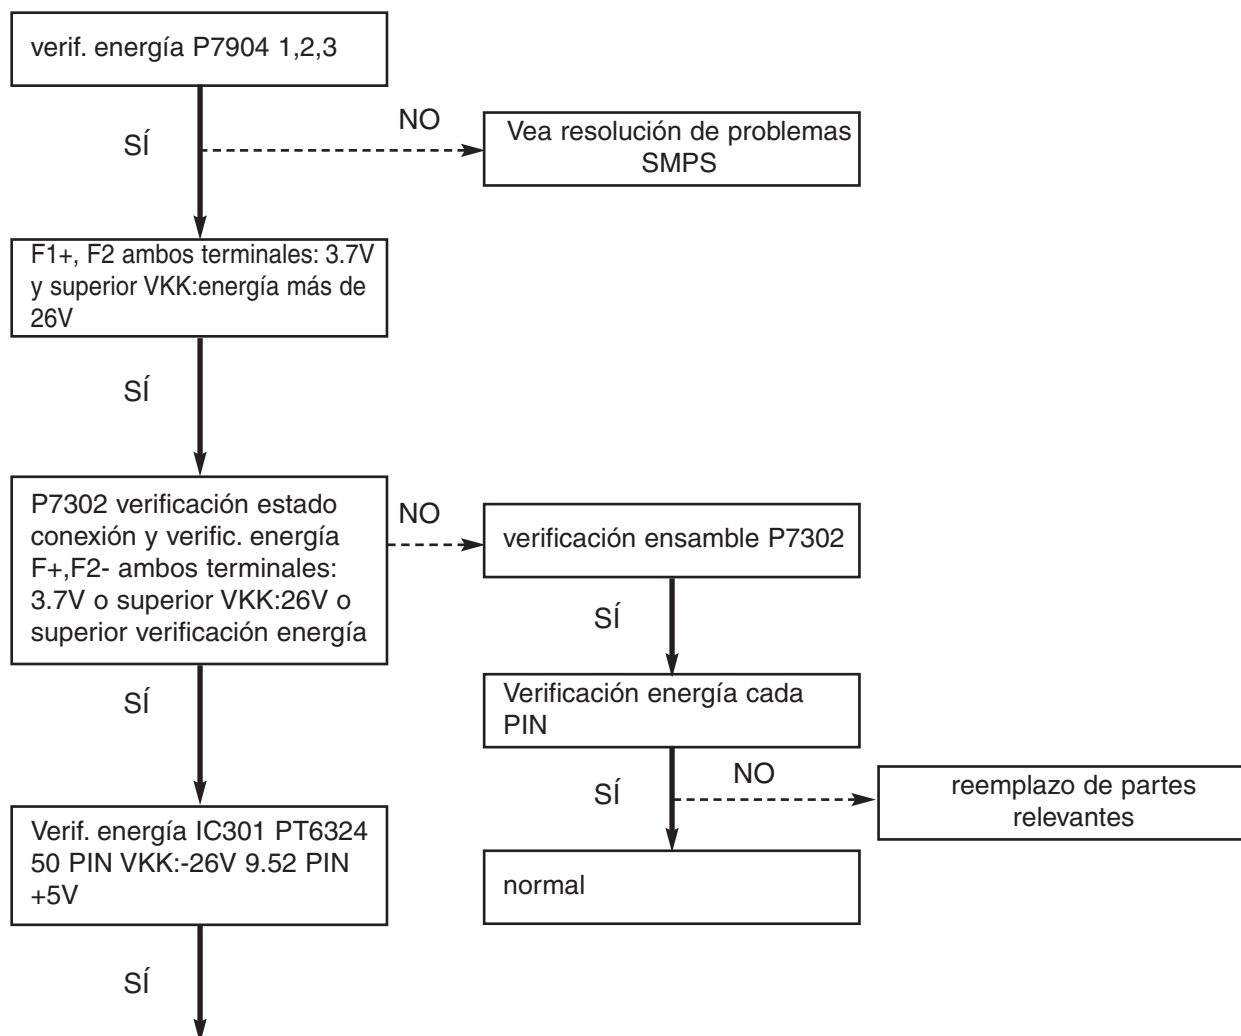 verif. energía P7904 1,2,3
SÍ
NO
Vea resolución de problemas
SMPS
F1+, F2 ambos terminales: 3.7V
y superior VKK:energía más de
26V
SÍ
P7302 verificación estado
conexión y verific. energía
F+,F2- ambos terminales:
3.7V o superior VKK:26V o
superior verificación energía
NO
verificación ensamble P7302
SÍ
Verificación energía cada
PIN
SÍ
NO
reemplazo de partes
relevantes
normal
SÍ
Verif. energía IC301 PT6324
50 PIN VKK:-26V 9.52 PIN
+5V
SÍ